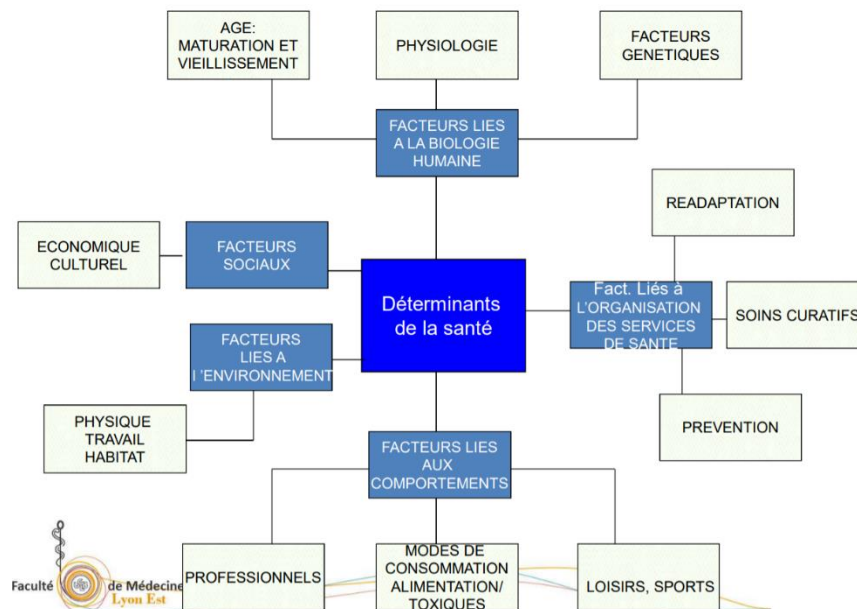 AGE:
MATURATION ET
VIEILLISSEMENT
PHYSIOLOGIE
FACTEURS
GENETIQUES
FACTEURS LIES
A LA BIOLOGIE
HUMAINE
READAPTATION
ECONOMIQUE
CULTUREL
FACTEURS
SOCIAUX
Déterminants
de la santé
Fact. Liés à
L'ORGANISATION
DES SERVICES
DE SANTE
SOINS CURATIFS
FACTEURS
LIES A
l 'ENVIRONNEMENT
PHYSIQUE
TRAVAIL
HABITAT
PREVENTION
FACTEURS LIES
AUX
COMPORTEMENTS
PROFESSIONNELS
MODES DE
CONSOMMATION
ALIMENTATION/
TOXIQUES
LOISIRS, SPORTS
Faculté de Médecine
Lyon Est